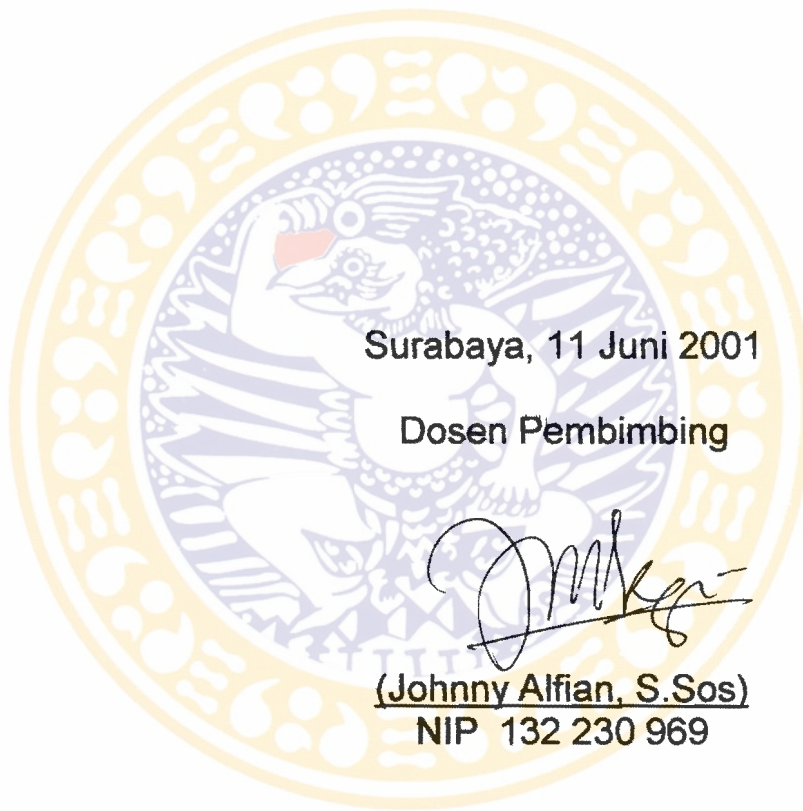 Surabaya, 11 Juni 2001
Dosen Pembimbing
(Johnny Alfian, S.Sos)
NIP 132 230 969